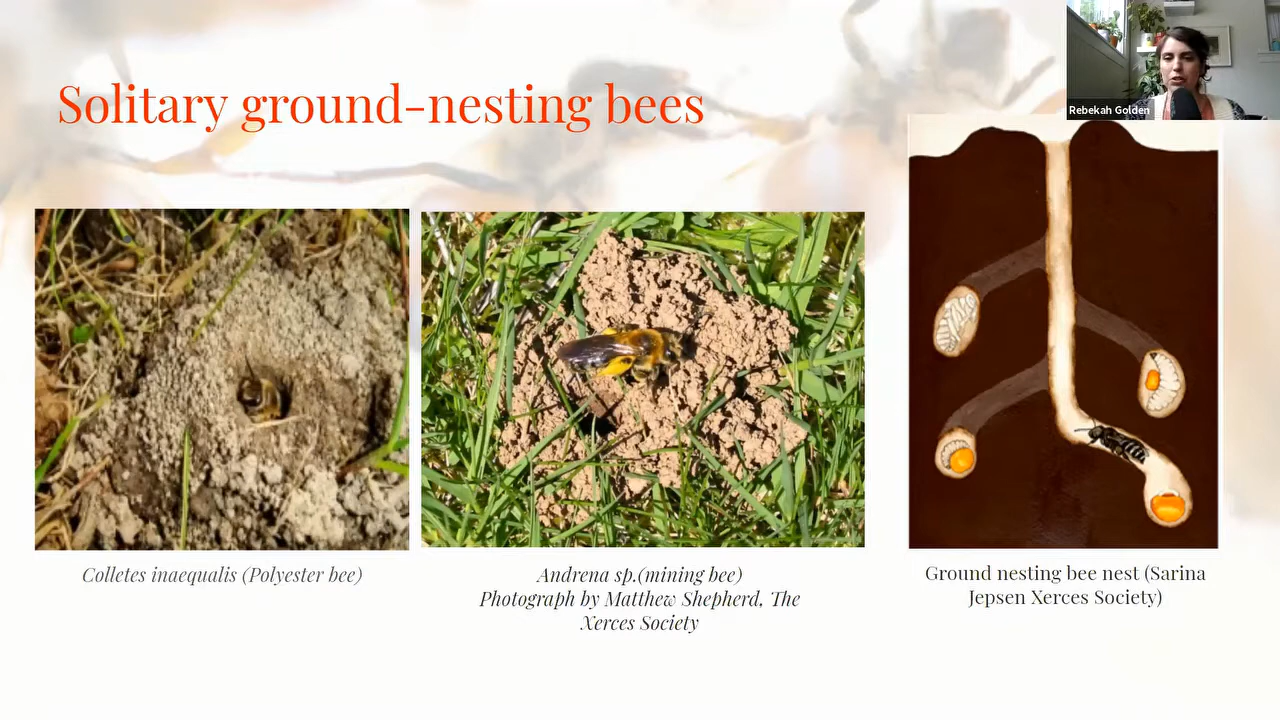 Solitary ground-nesting bees
Rebekah Golden
Colletes inaequalis (Polyester bee)
Andrena sp.(mining bee)
Photograph by Matthew Shepherd, The
Xerces Society
Ground nesting bee nest (Sarina
Jepsen Xerces Society)